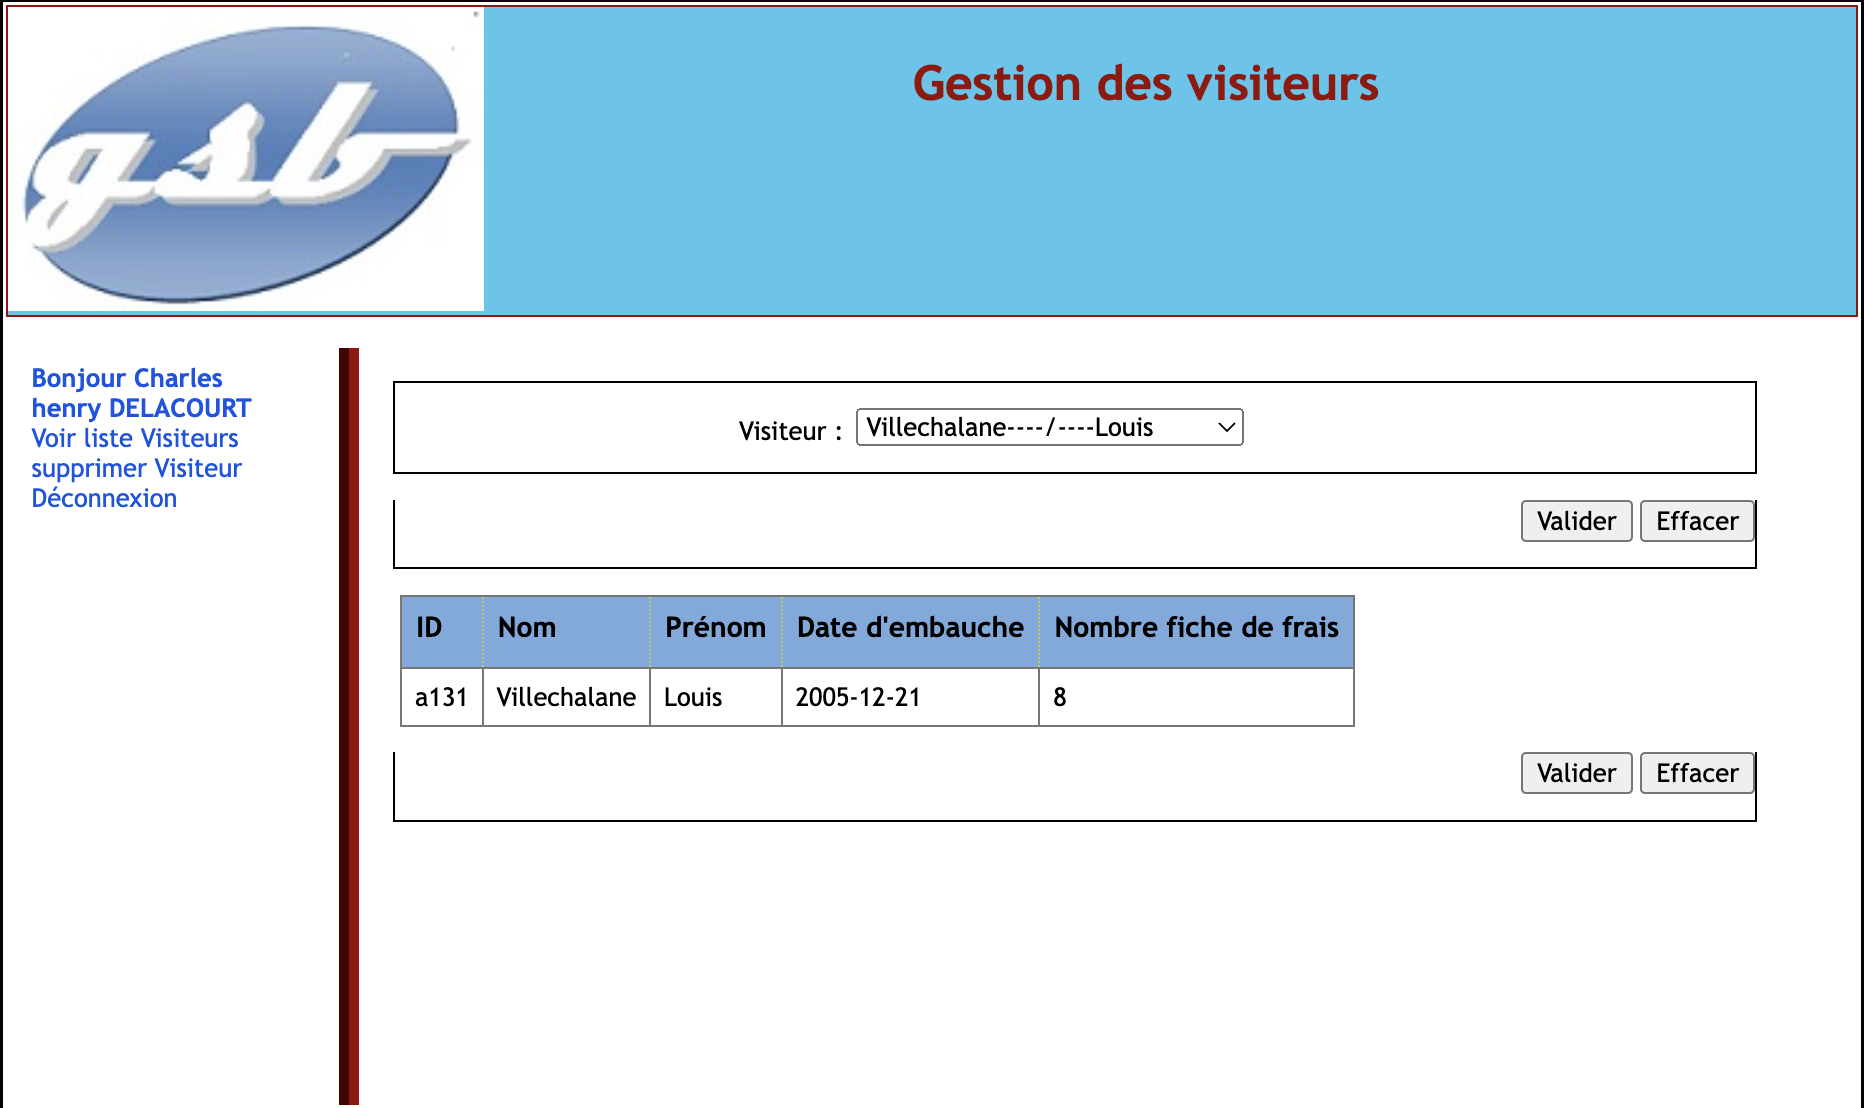 gsb
Gestion des visiteurs
Bonjour Charles
henry DELACOURT
Voir liste Visiteurs
supprimer Visiteur
Déconnexion
Visiteur : Villechalane----/----Louis
Valider Effacer
ID Nom Prénom Date d'embauche Nombre fiche de frais
a131 Villechalane Louis 2005-12-21 8
Valider Effacer